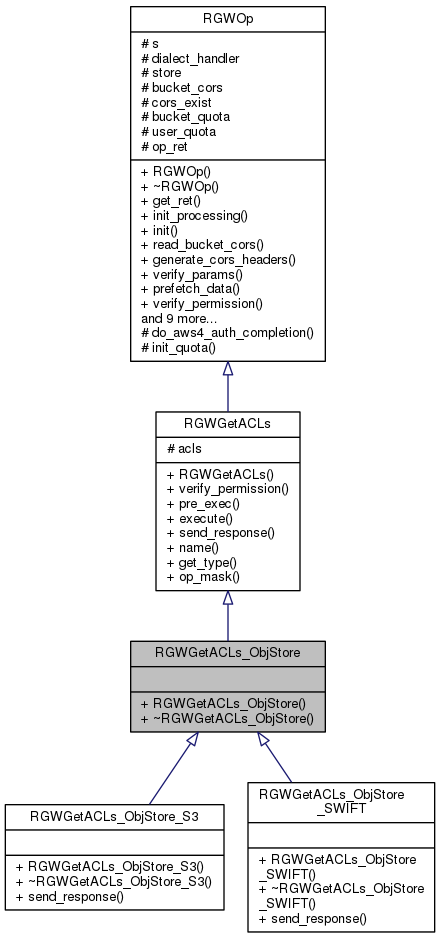 RGWOp
# s
# dialect_handler
# store
# bucket_cors
# cors_exist
# bucket_quota
# user_quota
# op_ret
+ RGWOp()
+ ~RGWOp()
+ get_ret()
+ init_processing()
+ init()
+ read_bucket_cors()
+ generate_cors_headers()
+ verify_params()
+ prefetch_data()
+ verify_permission()
and 9 more...
# do_aws4_auth_completion()
# init_quota()
RGWGetACLs
# acls
+ RGWGetACLs()
+ verify_permission()
+ pre_exec()
+ execute()
+ send_response()
+ name()
+ get_type()
+ op_mask()
RGWGetACLs_ObjStore
+ RGWGetACLs_ObjStore()
+ ~RGWGetACLs_ObjStore()
RGWGetACLs_ObjStore_S3
+ RGWGetACLs_ObjStore_S3()
+ ~RGWGetACLs_ObjStore_S3()
+ send_response()
RGWGetACLs_ObjStore
_SWIFT
+ RGWGetACLs_ObjStore
_SWIFT()
+ ~RGWGetACLs_ObjStore
_SWIFT()
+ send_response()